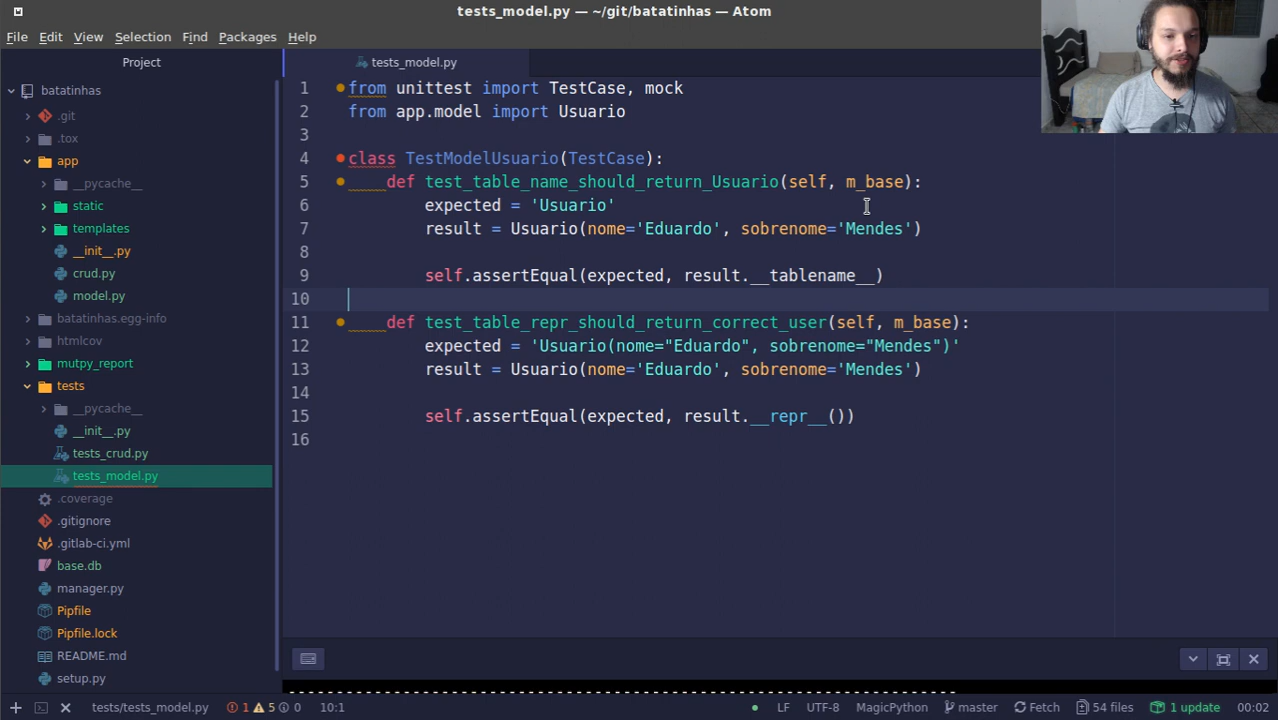 tests_model.py — ~/git/batatinhas — Atom
File Edit View Selection Find Packages Help
Project
tests_model.py
batatinhas
.git
.tox
app
__pycache__
static
templates
__init__.py
crud.py
model.py
batatinhas.egg-info
htmlcov
mutpy_report
tests
__pycache__
__init__.py
tests_crud.py
tests_model.py
.coverage
.gitignore
.gitlab-ci.yml
base.db
manager.py
Pipfile
Pipfile.lock
README.md
setup.py
1 from unittest import TestCase, mock
2 from app.model import Usuario
3
4 class TestModelUsuario(TestCase):
5 def test_table_name_should_return_Usuario(self, m_base):
6 expected = 'Usuario'
7 result = Usuario(nome='Eduardo', sobrenome='Mendes')
8
9 self.assertEqual(expected, result.__tablename__)
10
11 def test_table_repr_should_return_correct_user(self, m_base):
12 expected = 'Usuario(nome="Eduardo", sobrenome="Mendes")'
13 result = Usuario(nome='Eduardo', sobrenome='Mendes')
14
15 self.assertEqual(expected, result.__repr__())
16
tests/tests_model.py 1 5 0 10:1 LF UTF-8 MagicPython master Fetch 54 files 1 update 00:02